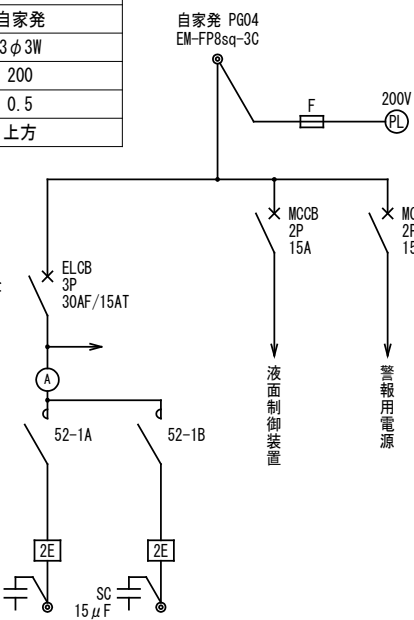 自家発
3φ3W
200
0.5
上方
自家発 PG04
EM-FP8sq-3C
F
200V
PL
MCCB
2P
15A
ELCB
3P
30AF/15AT
A
液面制御装置
警報用電源
52-1A
52-1B
2E
2E
SC
15μF